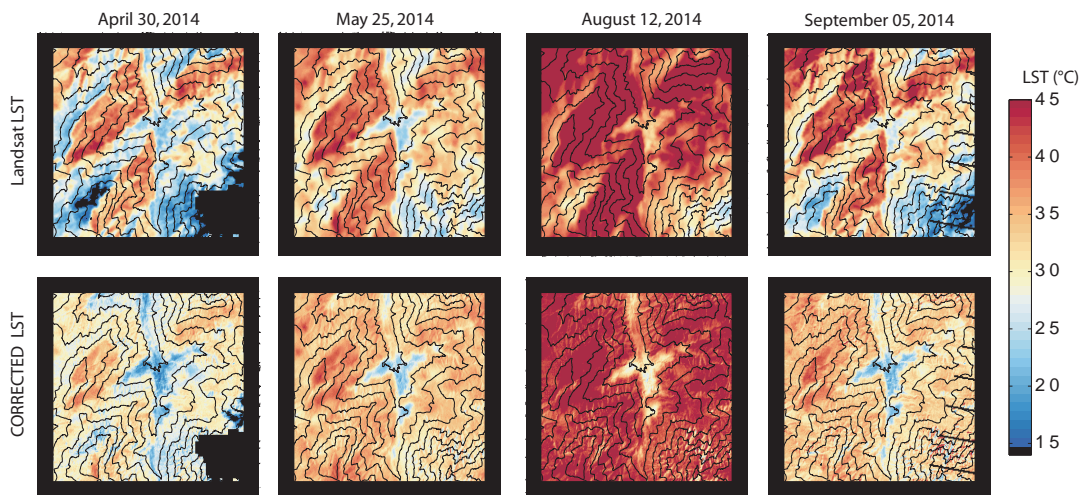 April 30, 2014
May 25, 2014
August 12, 2014
September 05, 2014
Landsat LST
CORRECTED LST
LST (°C)
45
40
35
30
25
20
15